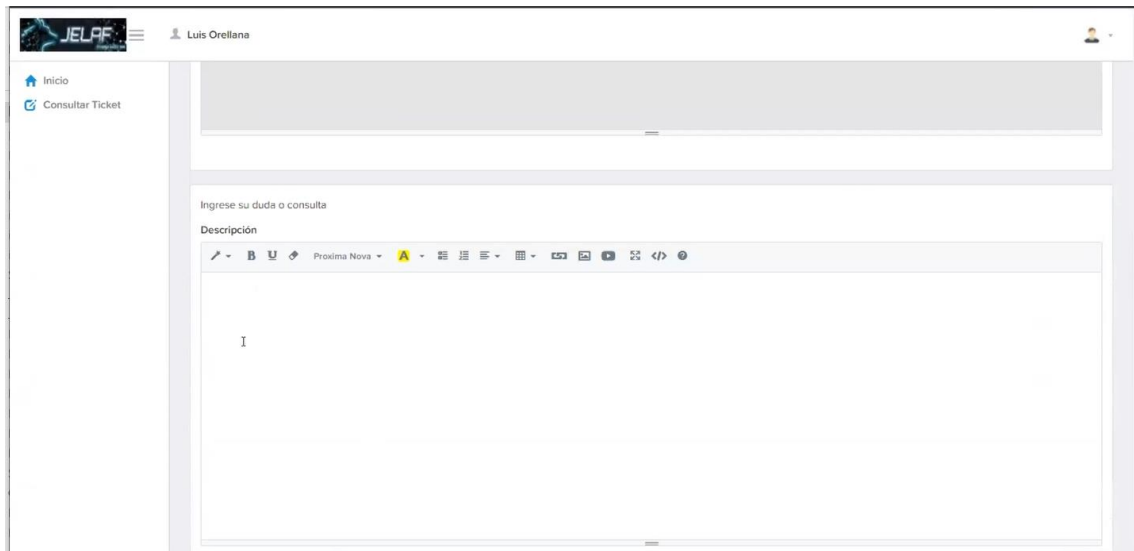 JELAF
Luis Orellana
Inicio
Consultar Ticket
Ingrese su duda o consulta
Descripción
B U Proxima Nova A